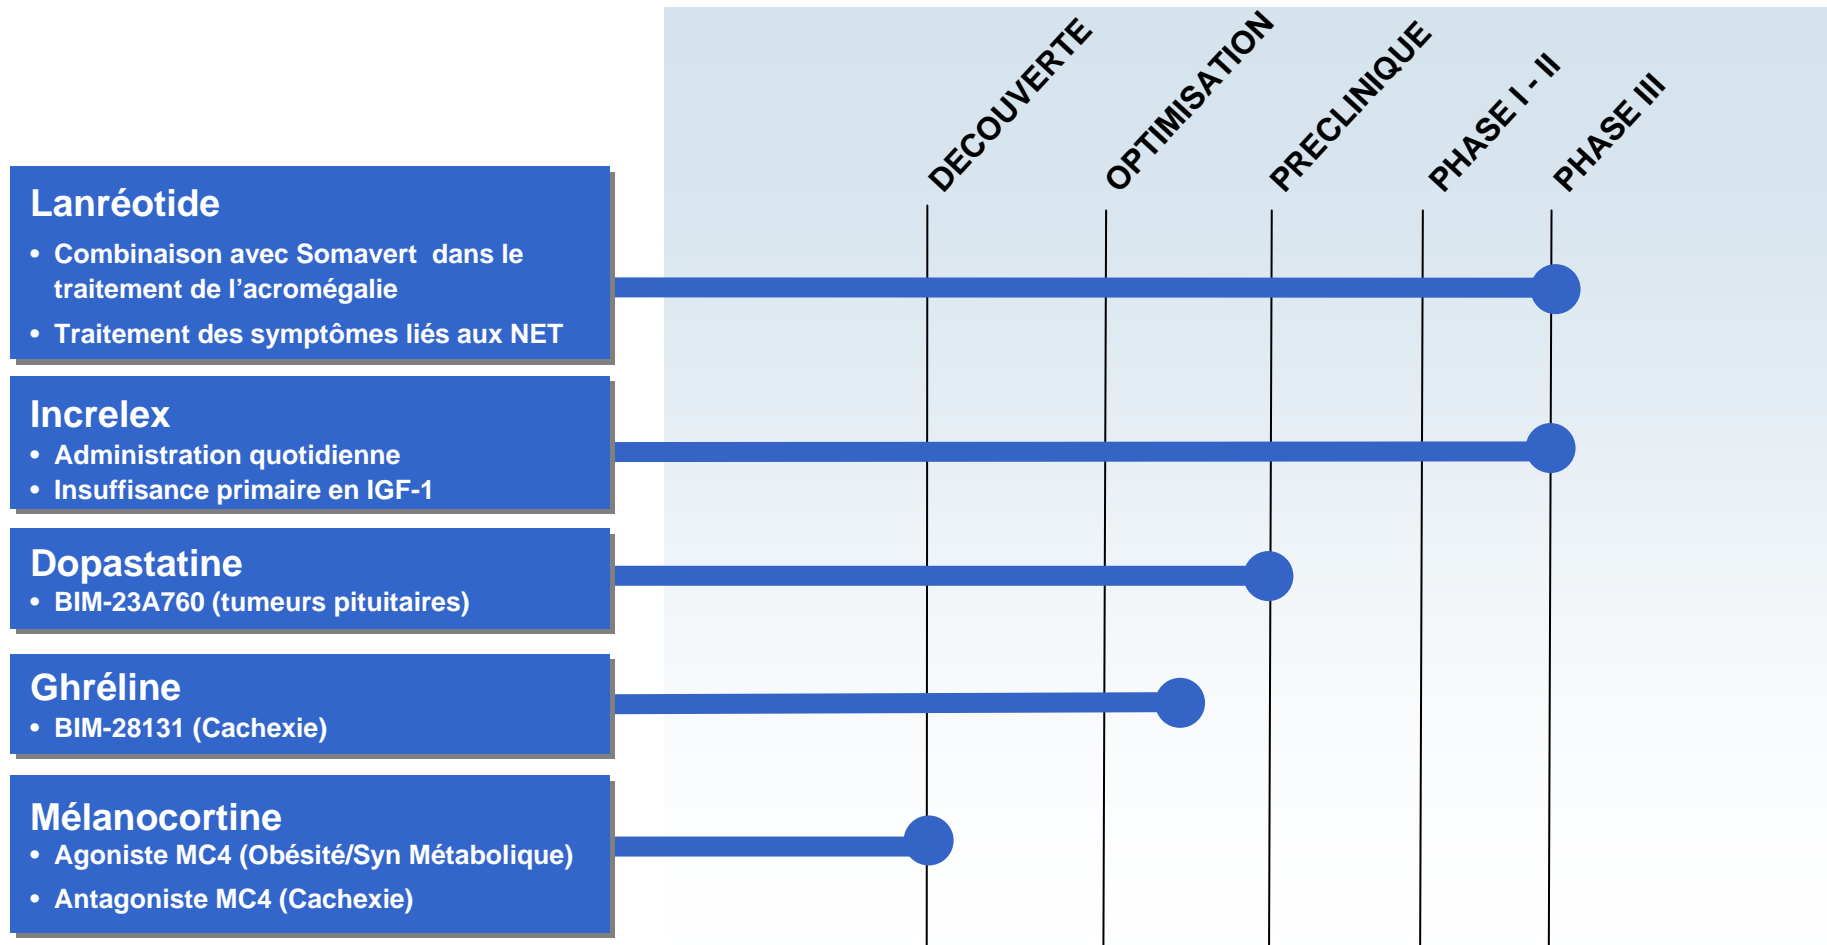 DECOUVERTE
OPTIMISATION
PRECLINIQUE
PHASE I - II
PHASE III
Lanréotide
• Combinaison avec Somavert dans le
traitement de l’acromégalie
• Traitement des symptômes liés aux NET
Increlex
• Administration quotidienne
• Insuffisance primaire en IGF-1
Dopastatine
• BIM-23A760 (tumeurs pituitaires)
Ghréline
• BIM-28131 (Cachexie)
Mélanocortine
• Agoniste MC4 (Obésité/Syn Métabolique)
• Antagoniste MC4 (Cachexie)